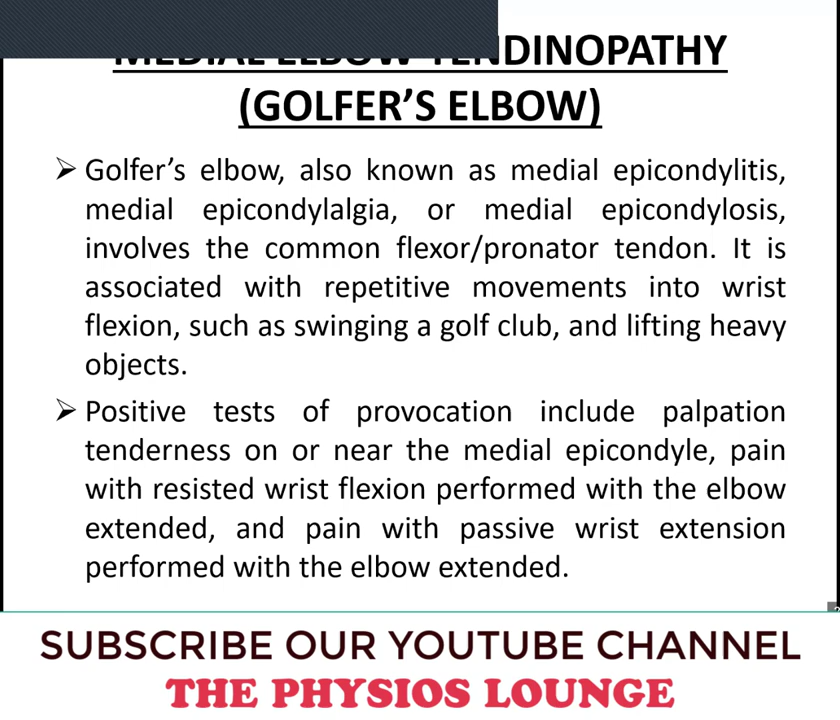 MEDIAL ELBOW TENDINOPATHY
(GOLFER’S ELBOW)
➢ Golfer’s elbow, also known as medial epicondylitis,
medial epicondylalgia, or medial epicondylosis,
involves the common flexor/pronator tendon. It is
associated with repetitive movements into wrist
flexion, such as swinging a golf club, and lifting heavy
objects.
➢ Positive tests of provocation include palpation
tenderness on or near the medial epicondyle, pain
with resisted wrist flexion performed with the elbow
extended, and pain with passive wrist extension
performed with the elbow extended.
SUBSCRIBE OUR YOUTUBE CHANNEL
THE PHYSIOS LOUNGE